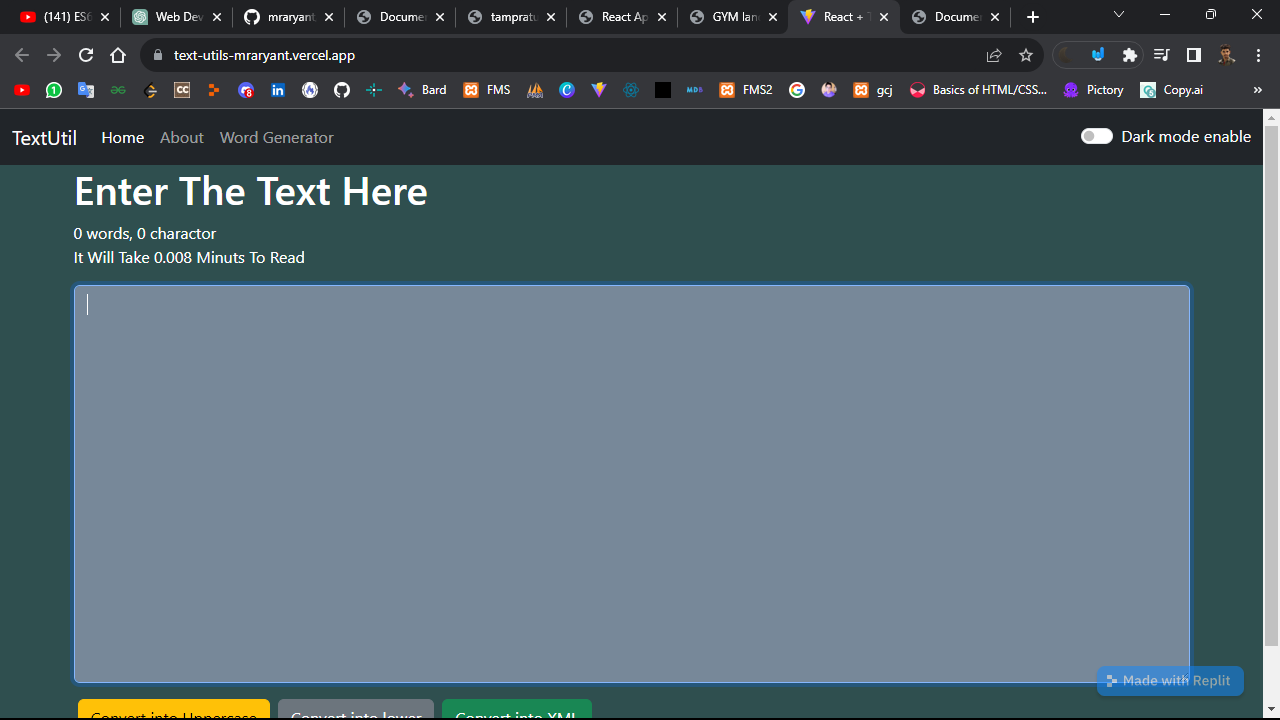 (141) ES6
Web Dev
mraryant
Documen
tampratu
React Ap
GYM lan
React + T
Documen
text-utils-mraryant.vercel.app
Bard
FMS
FMS2
gcj
Basics of HTML/CSS...
Pictory
Copy.ai
»
TextUtil
Home
About
Word Generator
Dark mode enable
Enter The Text Here
0 words, 0 charactor
It Will Take 0.008 Minuts To Read
Made with Replit
Convert into Uppercase
Convert into lower
Convert into XML